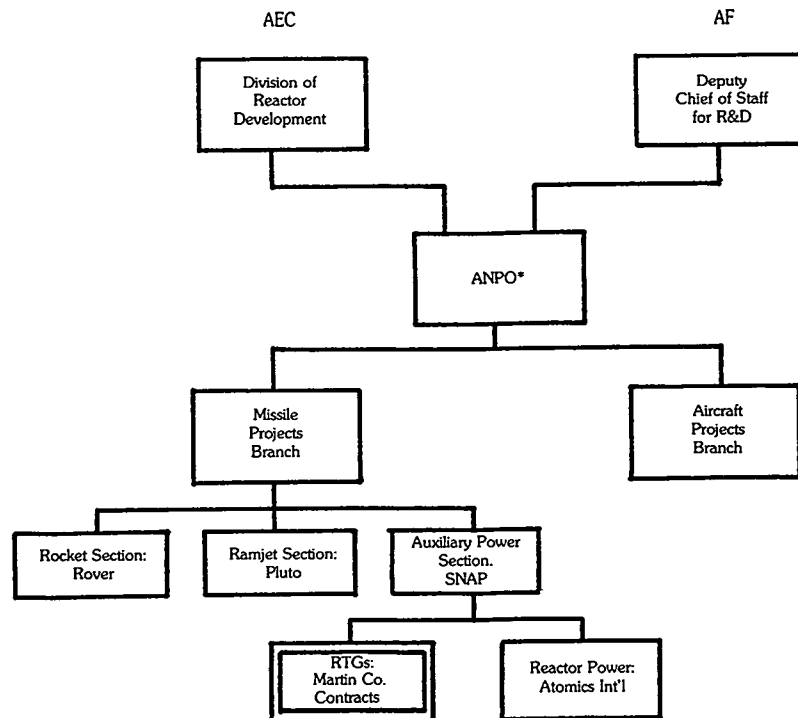 AEC
AF
Division of
Reactor
Development
Deputy
Chief of Staff
for R&D
ANPO*
Missile
Projects
Branch
Aircraft
Projects
Branch
Rocket Section:
Rover
Ramjet Section:
Pluto
Auxiliary Power
Section.
SNAP
RTGs:
Martin Co.
Contracts
Reactor Power:
Atomics Int'l